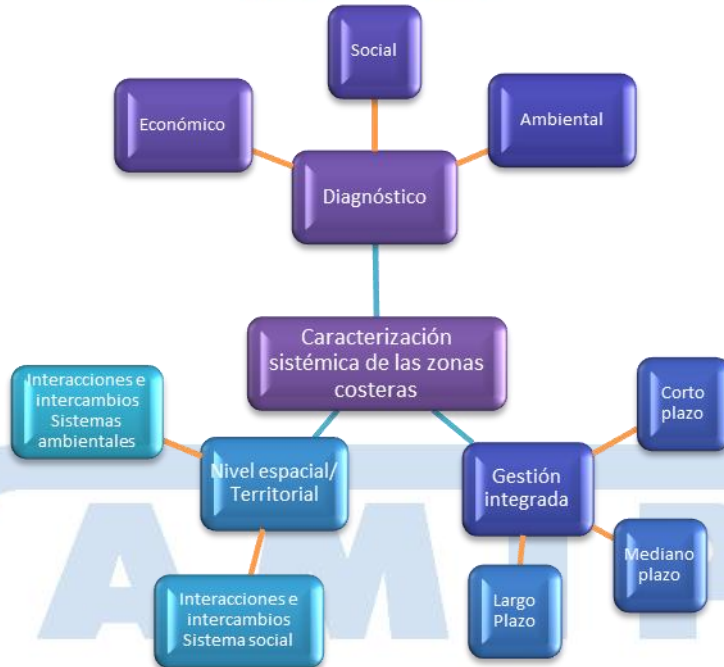 Social
Económico
Ambiental
Diagnóstico
Caracterización
sistémica de las zonas
costeras
Interacciones e
intercambios
Sistemas
ambientales
Nivel espacial/
Territorial
Interacciones e
intercambios
Sistema social
Gestión
integrada
Corto
plazo
Mediano
plazo
Largo
Plazo